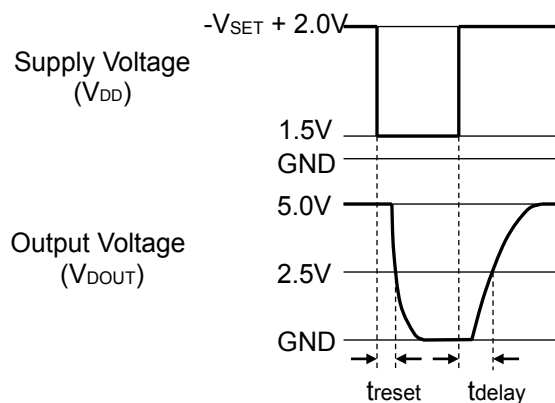 -VSET + 2.0V
Supply Voltage
(VDD)
1.5V
GND
5.0V
Output Voltage
(VDOUT)
2.5V
GND
treset
tdelay